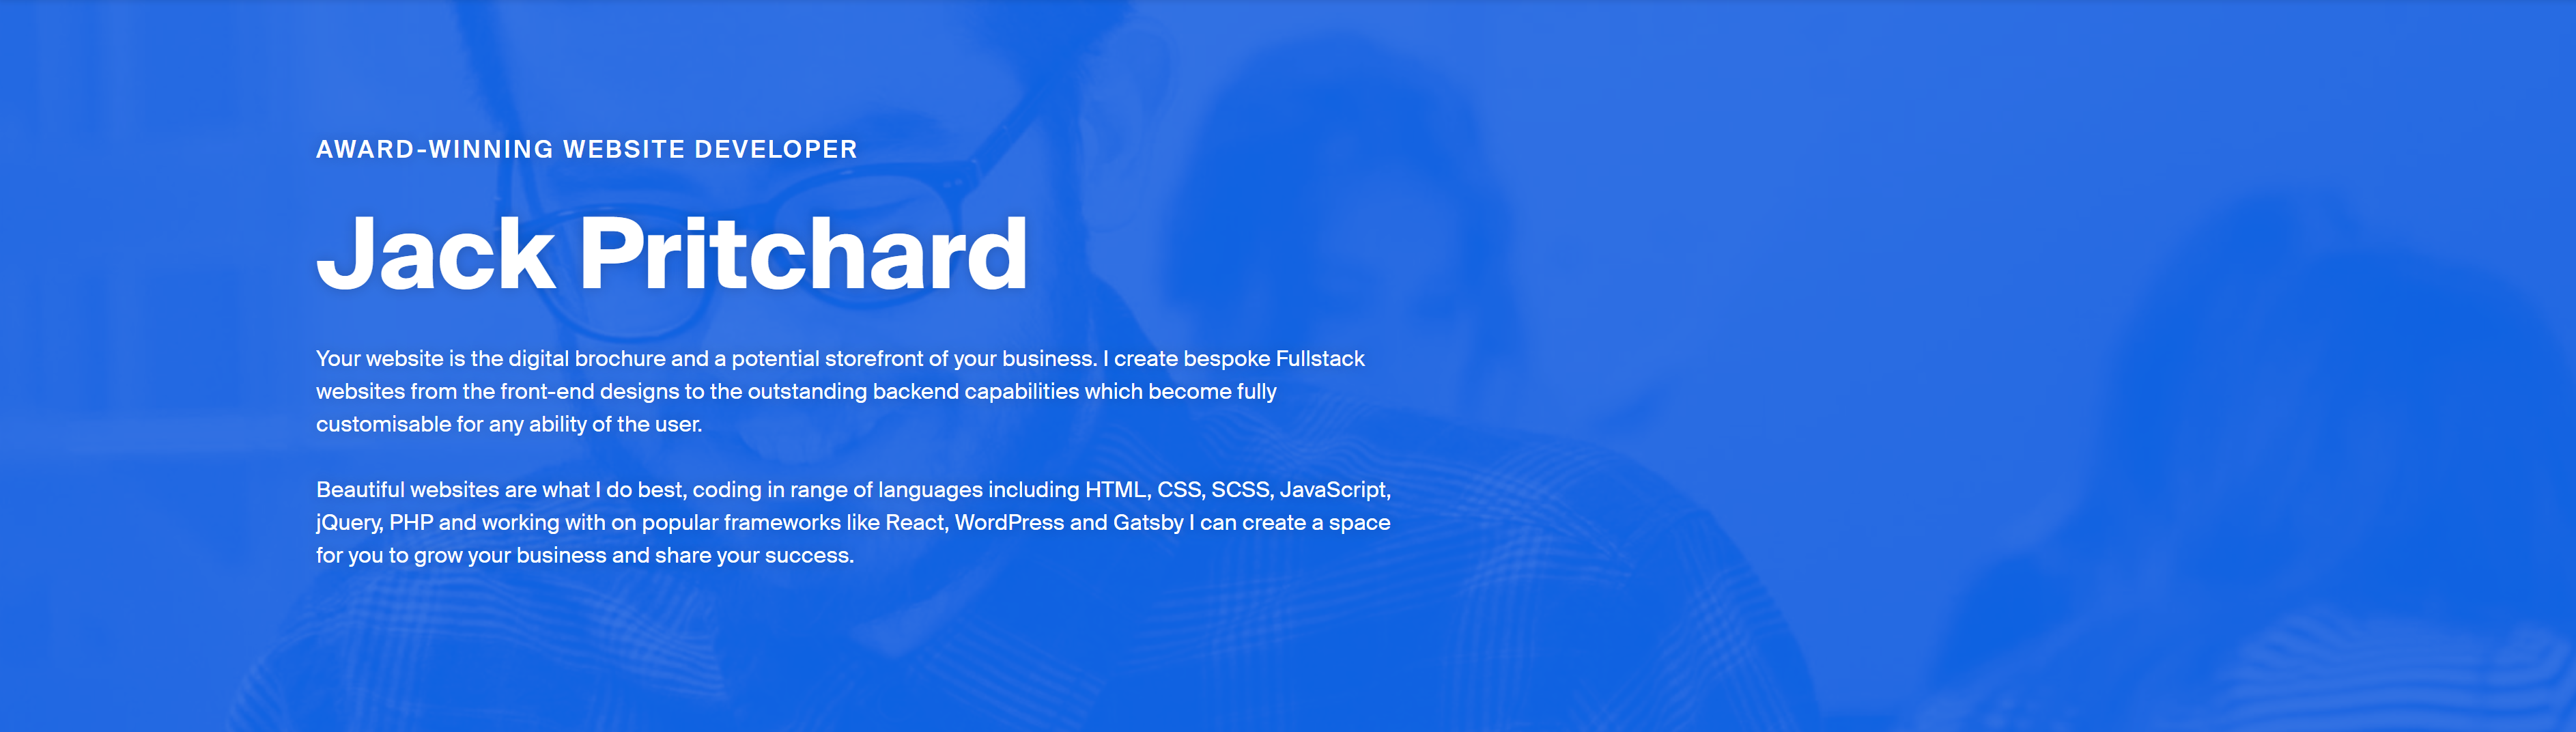 AWARD-WINNING WEBSITE DEVELOPER
Jack Pritchard
Your website is the digital brochure and a potential storefront of your business. I create bespoke Fullstack
websites from the front-end designs to the outstanding backend capabilities which become fully
customisable for any ability of the user.
Beautiful websites are what I do best, coding in range of languages including HTML, CSS, SCSS, JavaScript,
jQuery, PHP and working with on popular frameworks like React, WordPress and Gatsby I can create a space
for you to grow your business and share your success.